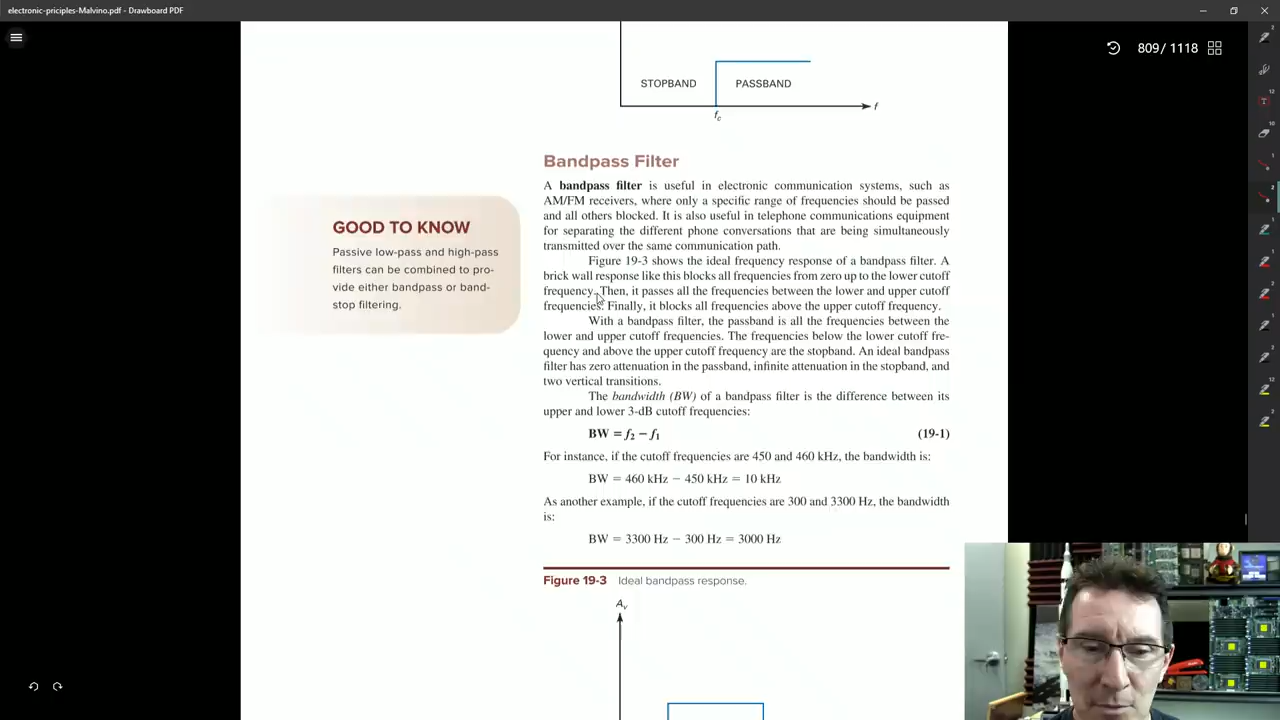 electronic-priciples-Malvino.pdf - Drawboard PDF
809 / 1118
STOPBAND
PASSBAND
f
fc
Bandpass Filter
A bandpass filter is useful in electronic communication systems, such as
AM/FM receivers, where only a specific range of frequencies should be passed
and all others blocked. It is also useful in telephone communications equipment
for separating the different phone conversations that are being simultaneously
transmitted over the same communication path.
Figure 19-3 shows the ideal frequency response of a bandpass filter. A
brick wall response like this blocks all frequencies from zero up to the lower cutoff
frequency. Then, it passes all the frequencies between the lower and upper cutoff
frequencies. Finally, it blocks all frequencies above the upper cutoff frequency.
With a bandpass filter, the passband is all the frequencies between the
lower and upper cutoff frequencies. The frequencies below the lower cutoff fre-
quency and above the upper cutoff frequency are the stopband. An ideal bandpass
filter has zero attenuation in the passband, infinite attenuation in the stopband, and
two vertical transitions.
The bandwidth (BW) of a bandpass filter is the difference between its
upper and lower 3-dB cutoff frequencies:
BW = f2 − f1 (19-1)
For instance, if the cutoff frequencies are 450 and 460 kHz, the bandwidth is:
BW = 460 kHz − 450 kHz = 10 kHz
As another example, if the cutoff frequencies are 300 and 3300 Hz, the bandwidth
is:
BW = 3300 Hz − 300 Hz = 3000 Hz
Figure 19-3 Ideal bandpass response.
Av
GOOD TO KNOW
Passive low-pass and high-pass
filters can be combined to pro-
vide either bandpass or band-
stop filtering.